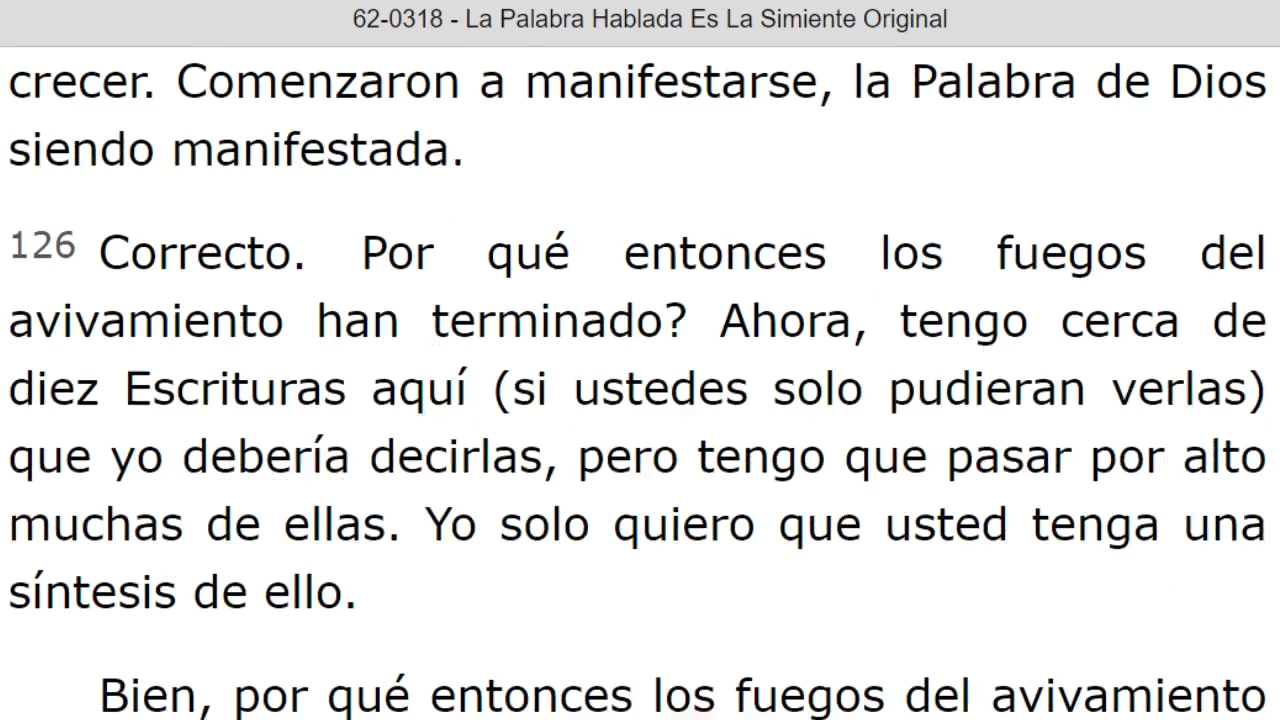 62-0318 - La Palabra Hablada Es La Simiente Original
crecer. Comenzaron a manifestarse, la Palabra de Dios
siendo manifestada.
126 Correcto. Por qué entonces los fuegos del
avivamiento han terminado? Ahora, tengo cerca de
diez Escrituras aquí (si ustedes solo pudieran verlas)
que yo debería decirlas, pero tengo que pasar por alto
muchas de ellas. Yo solo quiero que usted tenga una
síntesis de ello.
Bien, por qué entonces los fuegos del avivamiento